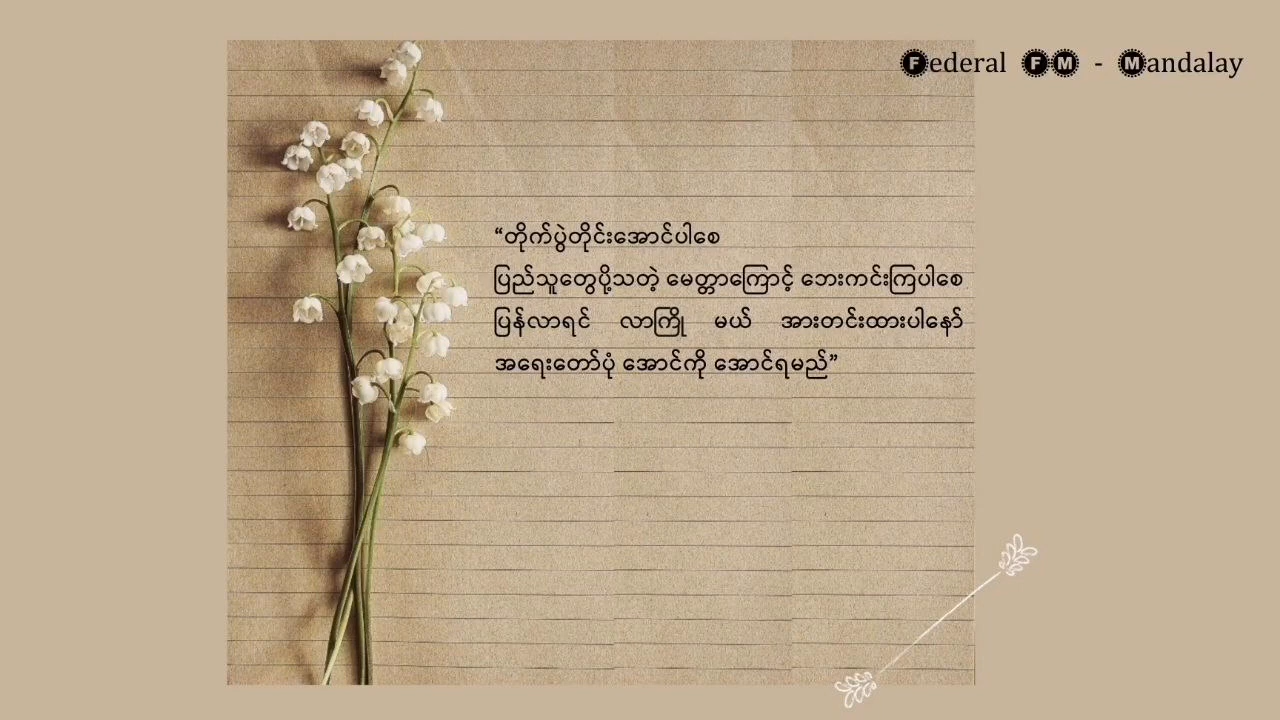 Federal FM - Mandalay
“တိုက်ပွဲတိုင်းအောင်ပါစေ
ပြည်သူတွေပို့သတဲ့ မေတ္တာကြောင့် ဘေးကင်းကြပါစေ
ပြန်လာရင် လာကြို မယ် အားတင်းထားပါနော်
အရေးတော်ပုံ အောင်ကို အောင်ရမည်”